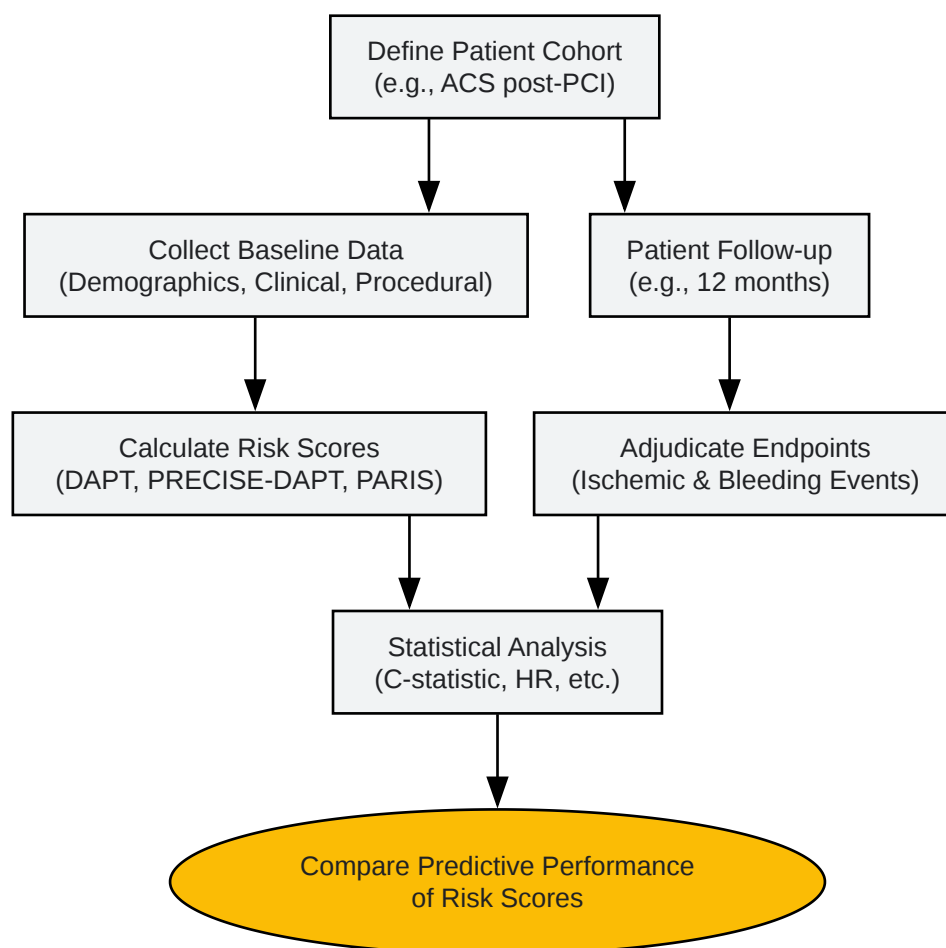 Define Patient Cohort
(e.g., ACS post-PCI)
Collect Baseline Data
(Demographics, Clinical, Procedural)
Patient Follow-up
(e.g., 12 months)
Calculate Risk Scores
(DAPT, PRECISE-DAPT, PARIS)
Adjudicate Endpoints
(Ischemic & Bleeding Events)
Statistical Analysis
(C-statistic, HR, etc.)
Compare Predictive Performance
of Risk Scores